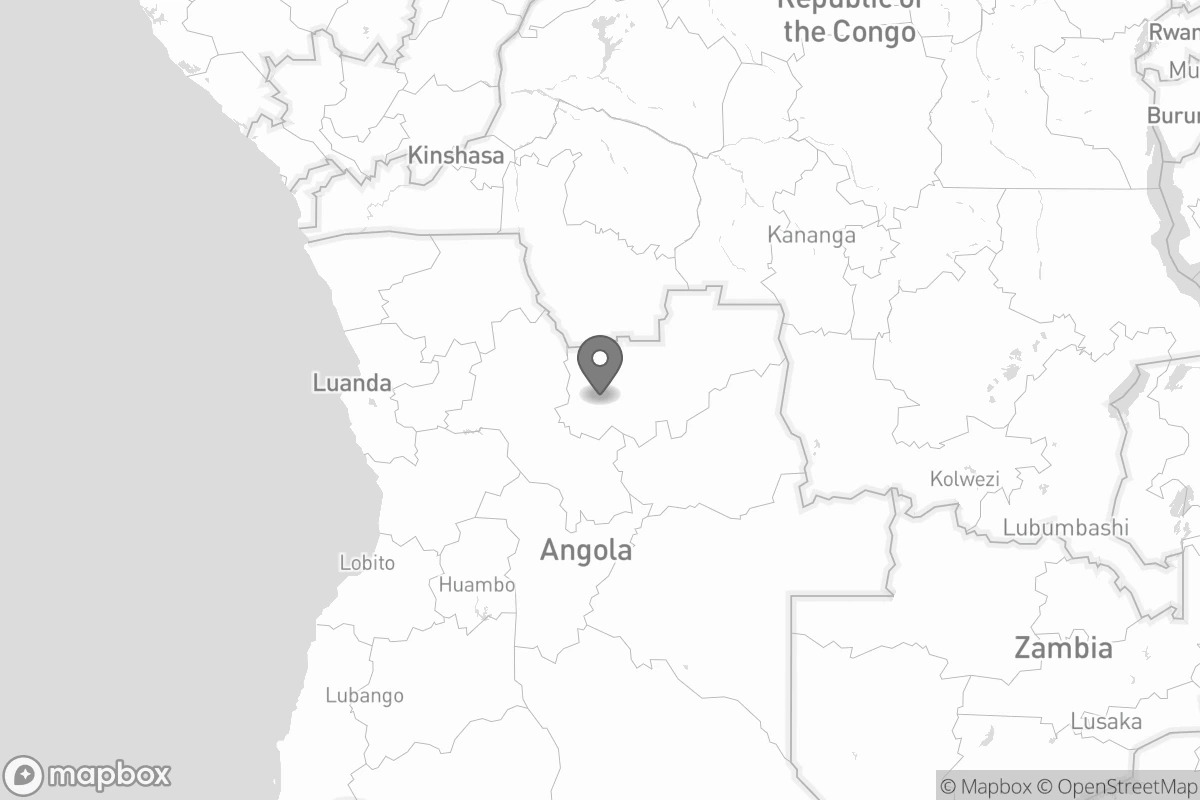 Republic of
the Congo
Rwan
Mu
Burun
Kinshasa
Kananga
Luanda
Kolwezi
Lubumbashi
Angola
Lobito
Huambo
Zambia
Lubango
Lusaka
mapbox
© Mapbox © OpenStreetMap